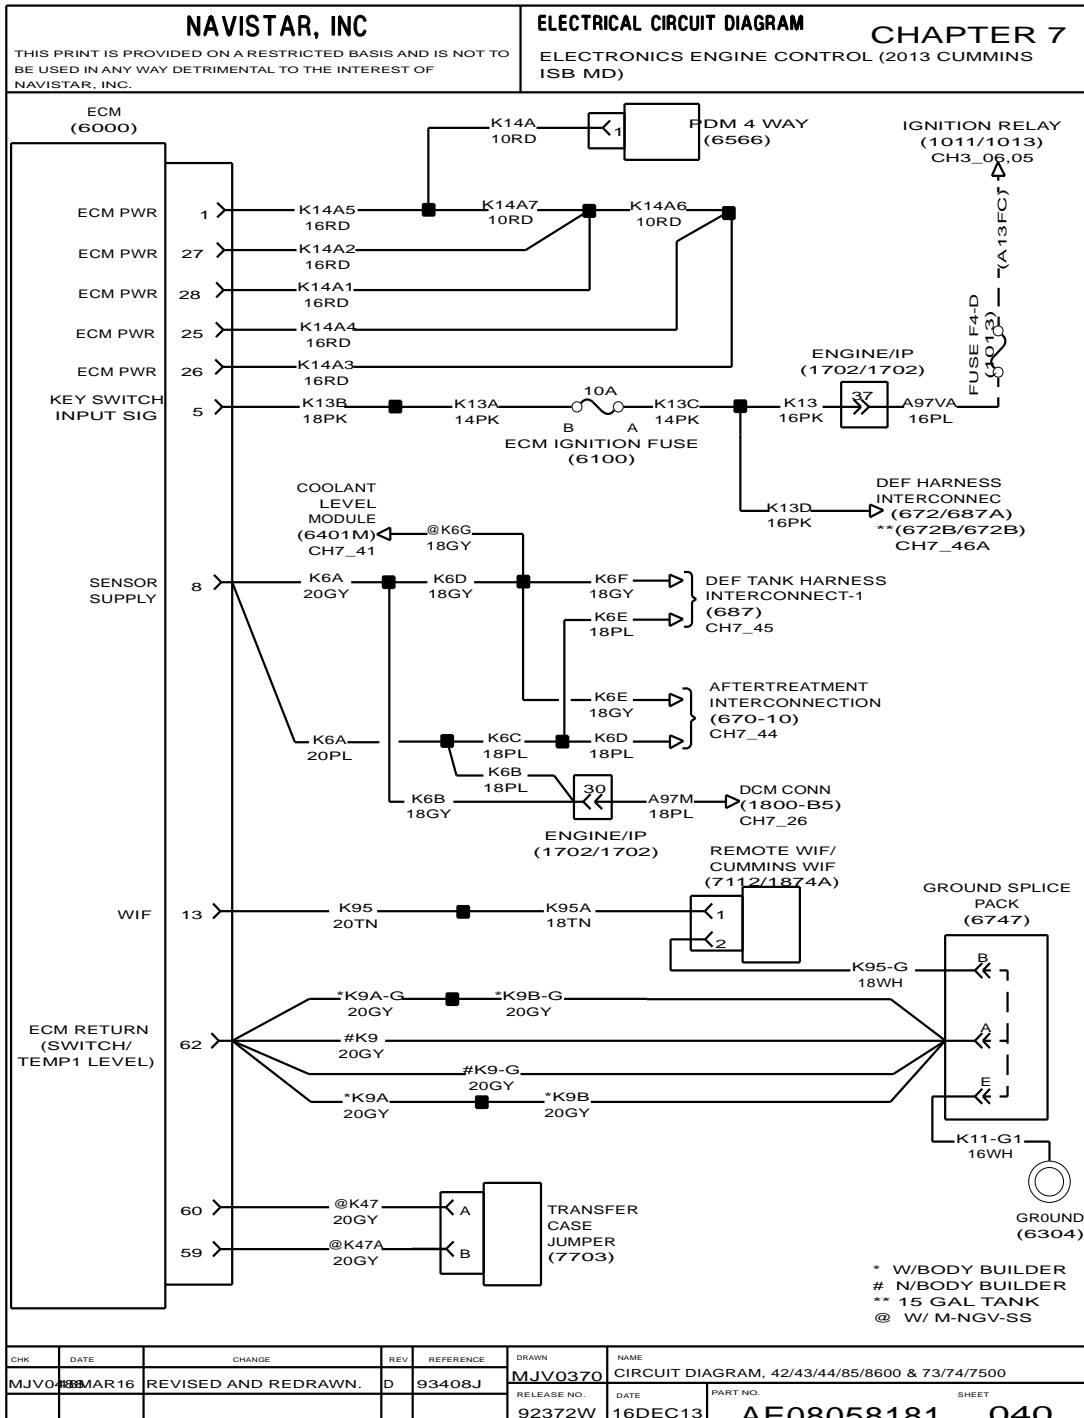 NAVISTAR, INC
THIS PRINT IS PROVIDED ON A RESTRICTED BASIS AND IS NOT TO
BE USED IN ANY WAY DETRIMENTAL TO THE INTEREST OF
NAVISTAR, INC.
ELECTRICAL CIRCUIT DIAGRAM
CHAPTER 7
ELECTRONICS ENGINE CONTROL (2013 CUMMINS
ISB MD)
ECM
(6000)
K14A
10RD
1
PDM 4 WAY
(6566)
IGNITION RELAY
(1011/1013)
CH3_06,05
(A13FC)
FUSE F4-D
(1013)
ECM PWR
1
K14A5
16RD
K14A7
10RD
K14A6
10RD
ECM PWR
27
K14A2
16RD
ECM PWR
28
K14A1
16RD
ECM PWR
25
K14A4
16RD
ECM PWR
26
K14A3
16RD
KEY SWITCH
INPUT SIG
5
K13B
18PK
K13A
14PK
10A
B
A
ECM IGNITION FUSE
(6100)
K13C
14PK
K13
16PK
ENGINE/IP
(1702/1702)
37
A97VA
16PL
K13D
16PK
DEF HARNESS
INTERCONNEC
(672/687A)
**(672B/672B)
CH7_46A
COOLANT
LEVEL
MODULE
(6401M)
CH7_41
@K6G
18GY
SENSOR
SUPPLY
8
K6A
20GY
K6D
18GY
K6F
18GY
K6E
18PL
DEF TANK HARNESS
INTERCONNECT-1
(687)
CH7_45
K6E
18GY
AFTERTREATMENT
INTERCONNECTION
(670-10)
CH7_44
K6A
20PL
K6C
18PL
K6D
18PL
K6B
18PL
K6B
18GY
30
ENGINE/IP
(1702/1702)
A97M
18PL
DCM CONN
(1800-B5)
CH7_26
REMOTE WIF/
CUMMINS WIF
(7112/1874A)
WIF
13
K95
20TN
K95A
18TN
1
2
K95-G
18WH
GROUND SPLICE
PACK
(6747)
B
A
E
ECM RETURN
(SWITCH/
TEMP1 LEVEL)
62
*K9A-G
20GY
*K9B-G
20GY
#K9
20GY
#K9-G
20GY
*K9A
20GY
*K9B
20GY
K11-G1
16WH
GROUND
(6304)
60
@K47
20GY
A
59
@K47A
20GY
B
TRANSFER
CASE
JUMPER
(7703)
* W/BODY BUILDER
# N/BODY BUILDER
** 15 GAL TANK
@ W/ M-NGV-SS
CHK
DATE
CHANGE
REV
REFERENCE
REVISED AND REDRAWN.
D
93408J
DRAWN
MJV0370
NAME
CIRCUIT DIAGRAM, 42/43/44/85/8600 & 73/74/7500
RELEASE NO.
92372W
DATE
16DEC13
PART NO.
AE08058181
SHEET
040